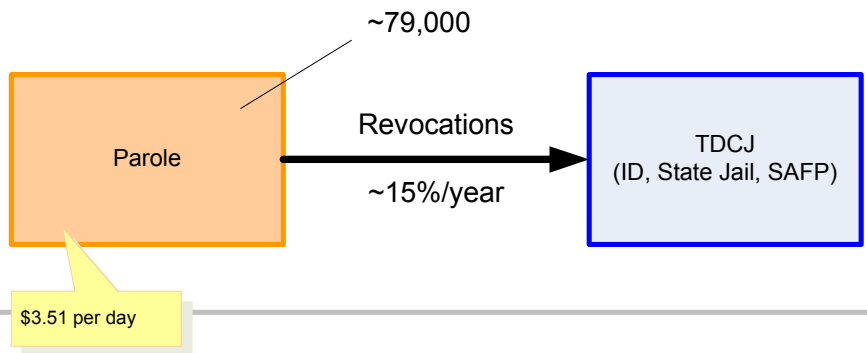 ~79,000
Parole
Revocations
~15%/year
TDCJ
(ID, State Jail, SAFP)
$3.51 per day